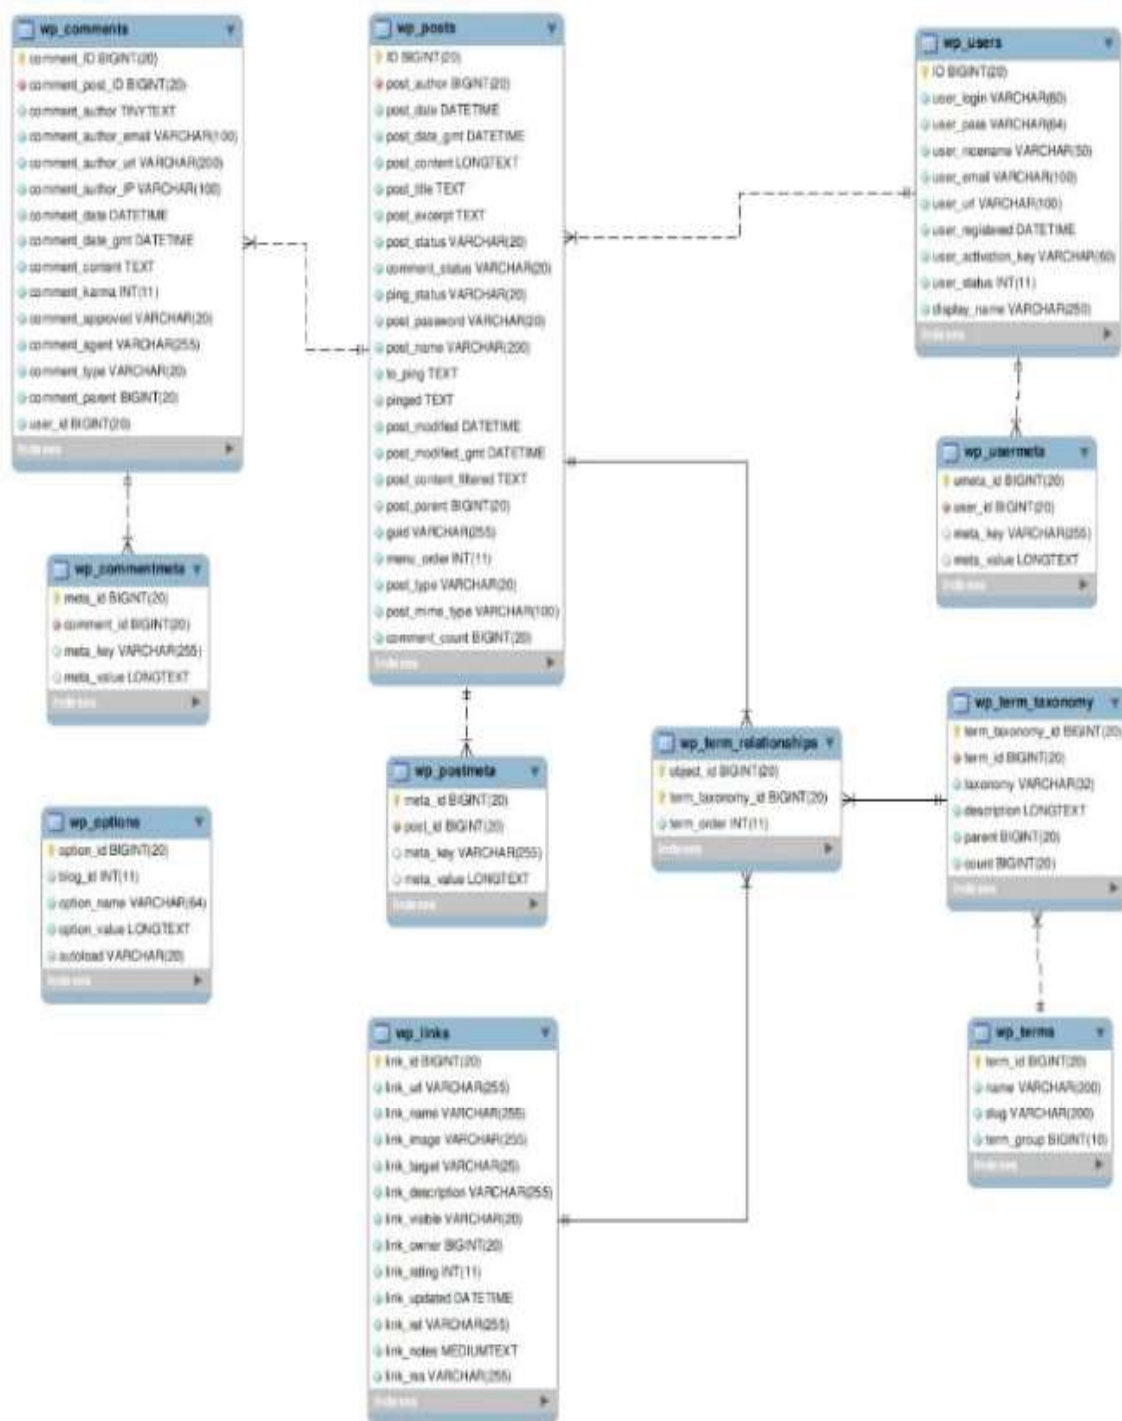 wp_comments
comment_ID BIGINT(20)
comment_post_ID BIGINT(20)
comment_author TINYTEXT
comment_author_email VARCHAR(100)
comment_author_url VARCHAR(200)
comment_author_IP VARCHAR(100)
comment_date DATETIME
comment_date_gmt DATETIME
comment_content TEXT
comment_karma INT(11)
comment_approved VARCHAR(20)
comment_agent VARCHAR(255)
comment_type VARCHAR(20)
comment_parent BIGINT(20)
user_id BIGINT(20)
Indexes
wp_posts
ID BIGINT(20)
post_author BIGINT(20)
post_date DATETIME
post_date_gmt DATETIME
post_content LONGTEXT
post_title TEXT
post_excerpt TEXT
post_status VARCHAR(20)
comment_status VARCHAR(20)
ping_status VARCHAR(20)
post_password VARCHAR(20)
post_name VARCHAR(200)
to_ping TEXT
pinged TEXT
post_modified DATETIME
post_modified_gmt DATETIME
post_content_filtered TEXT
post_parent BIGINT(20)
guid VARCHAR(255)
menu_order INT(11)
post_type VARCHAR(20)
post_mime_type VARCHAR(100)
comment_count BIGINT(20)
Indexes
wp_users
ID BIGINT(20)
user_login VARCHAR(60)
user_pass VARCHAR(64)
user_nicename VARCHAR(50)
user_email VARCHAR(100)
user_url VARCHAR(100)
user_registered DATETIME
user_activation_key VARCHAR(60)
user_status INT(11)
display_name VARCHAR(250)
Indexes
wp_usermeta
umeta_id BIGINT(20)
user_id BIGINT(20)
meta_key VARCHAR(255)
meta_value LONGTEXT
Indexes
wp_commentmeta
meta_id BIGINT(20)
comment_id BIGINT(20)
meta_key VARCHAR(255)
meta_value LONGTEXT
Indexes
wp_postmeta
meta_id BIGINT(20)
post_id BIGINT(20)
meta_key VARCHAR(255)
meta_value LONGTEXT
Indexes
wp_term_relationships
object_id BIGINT(20)
term_taxonomy_id BIGINT(20)
term_order INT(11)
Indexes
wp_term_taxonomy
term_taxonomy_id BIGINT(20)
term_id BIGINT(20)
taxonomy VARCHAR(32)
description LONGTEXT
parent BIGINT(20)
count BIGINT(20)
Indexes
wp_options
option_id BIGINT(20)
blog_id INT(11)
option_name VARCHAR(64)
option_value LONGTEXT
autoload VARCHAR(20)
Indexes
wp_links
link_id BIGINT(20)
link_url VARCHAR(255)
link_name VARCHAR(255)
link_image VARCHAR(255)
link_target VARCHAR(25)
link_description VARCHAR(255)
link_visible VARCHAR(20)
link_owner BIGINT(20)
link_rating INT(11)
link_updated DATETIME
link_rel VARCHAR(255)
link_notes MEDIUMTEXT
link_rss VARCHAR(255)
Indexes
wp_terms
term_id BIGINT(20)
name VARCHAR(200)
slug VARCHAR(200)
term_group BIGINT(10)
Indexes